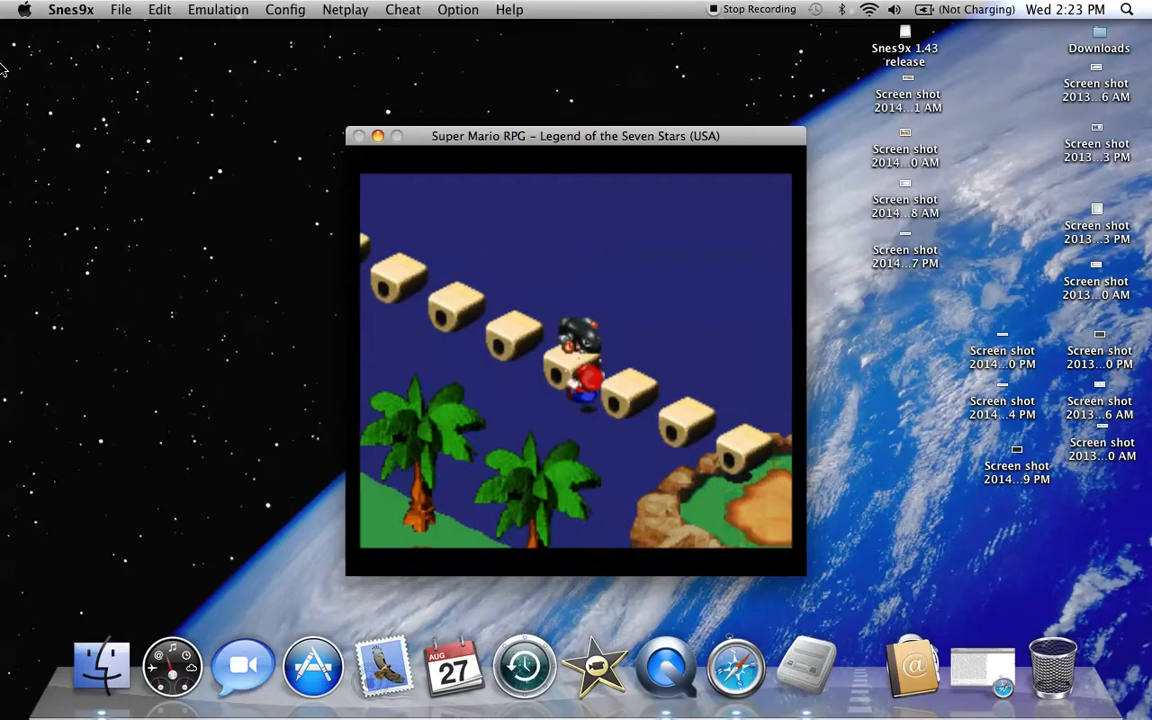 Snes9x File Edit Emulation Config Netplay Cheat Option Help Stop Recording (Not Charging) Wed 2:23 PM
Snes9x 1.43
release
Downloads
Screen shot
2014...1 AM
Screen shot
2013...6 AM
Super Mario RPG - Legend of the Seven Stars (USA)
Screen shot
2014...0 AM
Screen shot
2013...3 PM
Screen shot
2014...8 AM
Screen shot
2013...3 PM
Screen shot
2014...7 PM
Screen shot
2013...0 AM
Screen shot
2014...0 PM
Screen shot
2013...3 AM
Screen shot
2014...4 PM
Screen shot
2013...6 AM
Screen shot
2013...0 AM
Screen shot
2014...9 PM
AUG
27